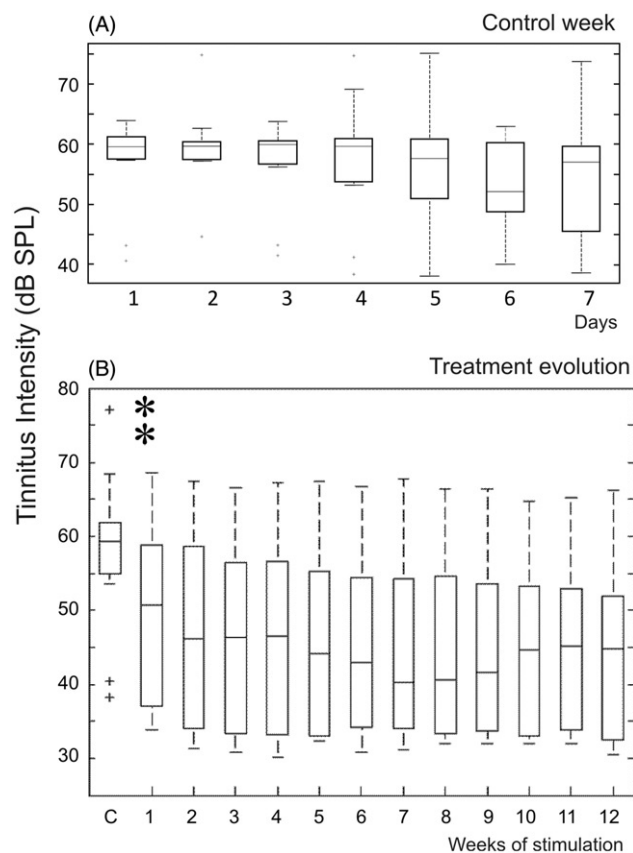 (A) Control week
70
60
50
40
1 2 3 4 5 6 7
Days
Tinnitus Intensity (dB SPL)
(B) Treatment evolution
80
70
60
50
40
30
C 1 2 3 4 5 6 7 8 9 10 11 12
Weeks of stimulation